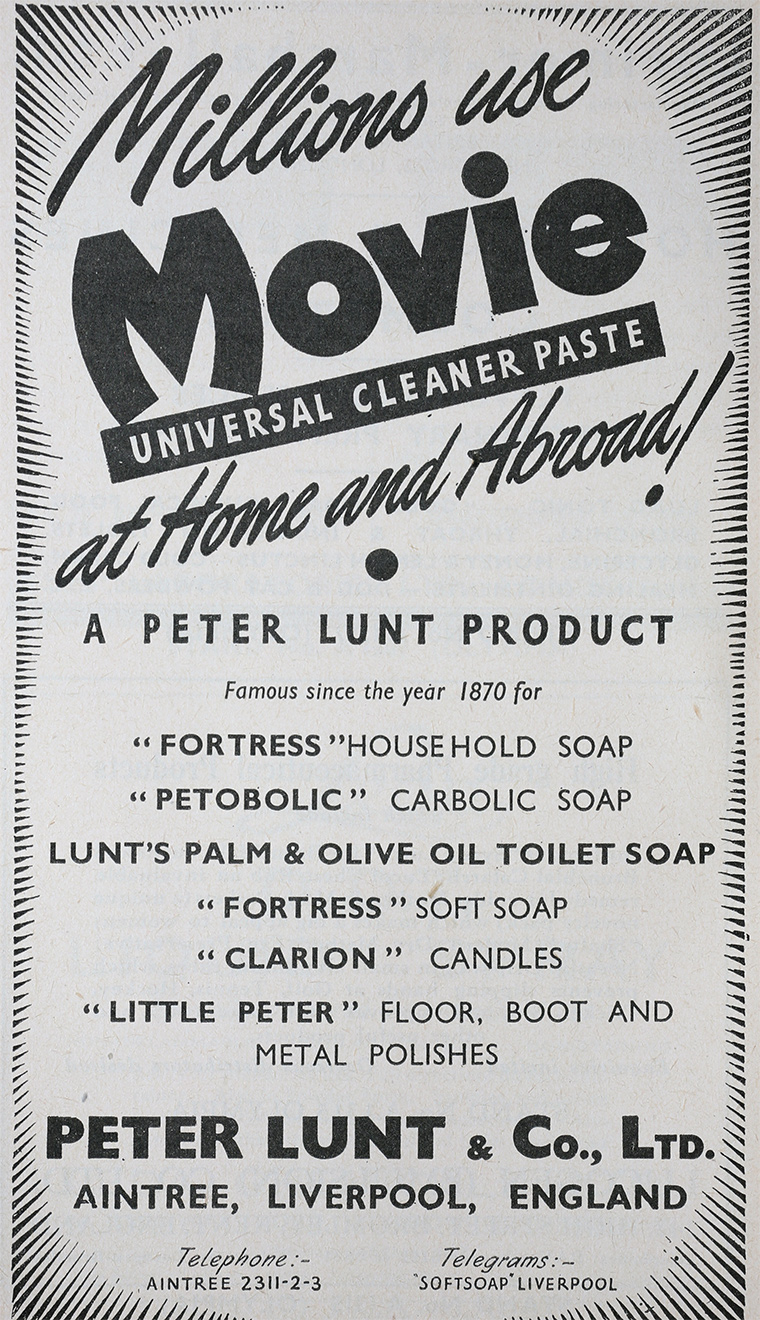 Millions use
Movie
UNIVERSAL CLEANER PASTE
at Home and Abroad!
A PETER LUNT PRODUCT
Famous since the year 1870 for
“FORTRESS” HOUSEHOLD SOAP
“PETOBOLIC” CARBOLIC SOAP
LUNT'S PALM & OLIVE OIL TOILET SOAP
“FORTRESS” SOFT SOAP
“CLARION” CANDLES
“LITTLE PETER” FLOOR, BOOT AND
METAL POLISHES
PETER LUNT & Co., LTD.
AINTREE, LIVERPOOL, ENGLAND
Telephone:- Telegrams:-
AINTREE 2311-2-3 "SOFTSOAP" LIVERPOOL